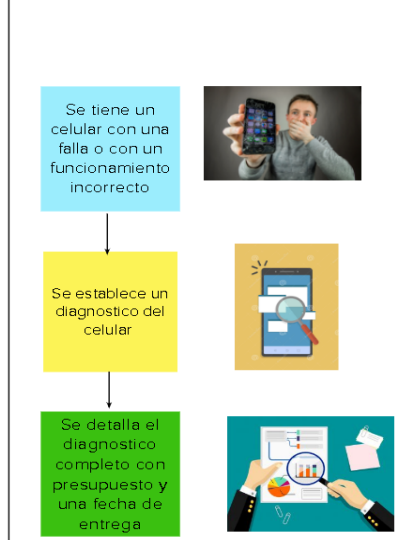 Se tiene un
celular con una
falla o con un
funcionamiento
incorrecto
Se establece un
diagnostico del
celular
Se detalla el
diagnostico
completo con
presupuesto y
una fecha de
entrega